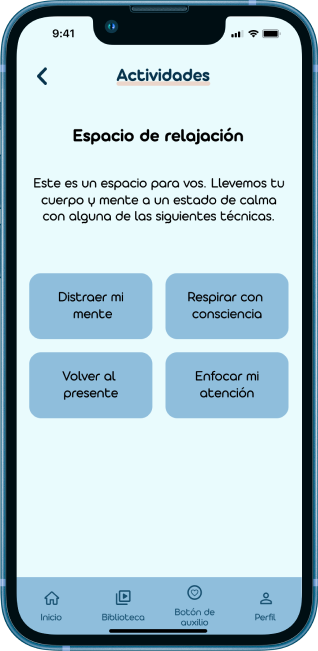 9:41
Actividades
Espacio de relajación
Este es un espacio para vos. Llevemos tu
cuerpo y mente a un estado de calma
con alguna de las siguientes técnicas.
Distraer mi
mente
Respirar con
consciencia
Volver al
presente
Enfocar mi
atención
Inicio
Biblioteca
Botón de
auxilio
Perfil